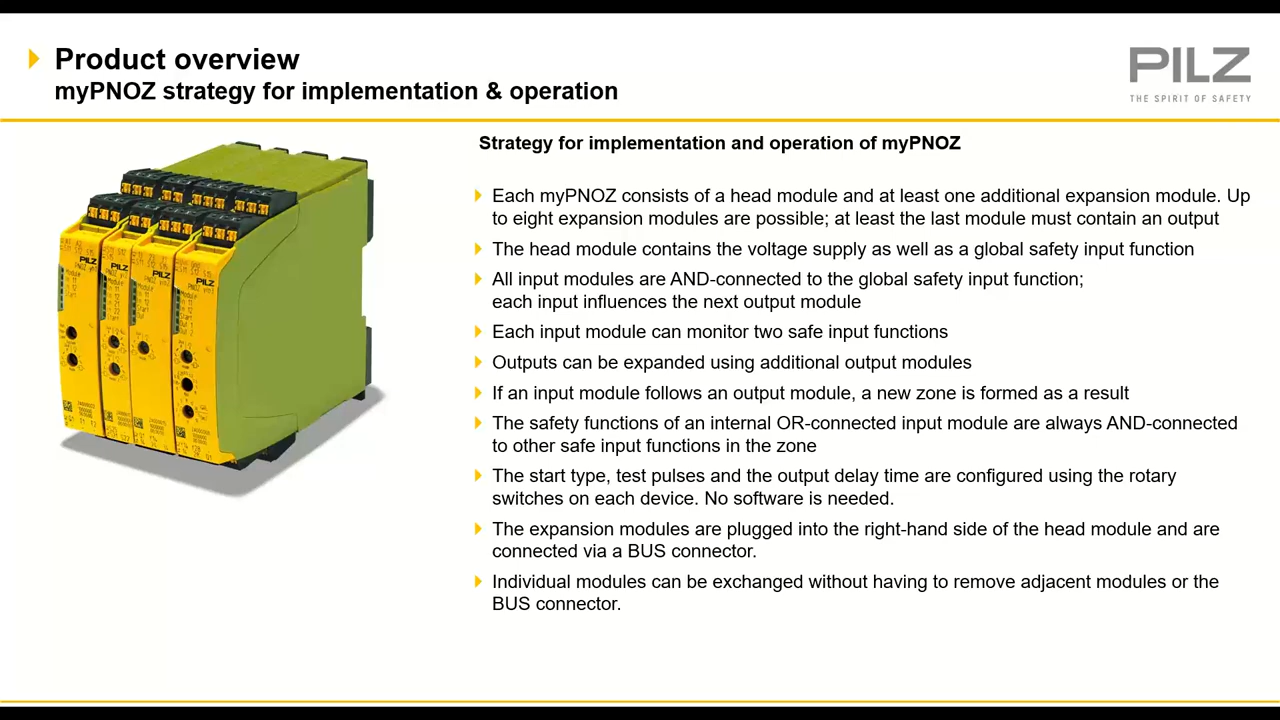 Product overview
myPNOZ strategy for implementation & operation
PILZ
THE SPIRIT OF SAFETY
Strategy for implementation and operation of myPNOZ
Each myPNOZ consists of a head module and at least one additional expansion module. Up
to eight expansion modules are possible; at least the last module must contain an output
The head module contains the voltage supply as well as a global safety input function
All input modules are AND-connected to the global safety input function;
each input influences the next output module
Each input module can monitor two safe input functions
Outputs can be expanded using additional output modules
If an input module follows an output module, a new zone is formed as a result
The safety functions of an internal OR-connected input module are always AND-connected
to other safe input functions in the zone
The start type, test pulses and the output delay time are configured using the rotary
switches on each device. No software is needed.
The expansion modules are plugged into the right-hand side of the head module and are
connected via a BUS connector.
Individual modules can be exchanged without having to remove adjacent modules or the
BUS connector.
PILZ
PILZ
PILZ
PILZ